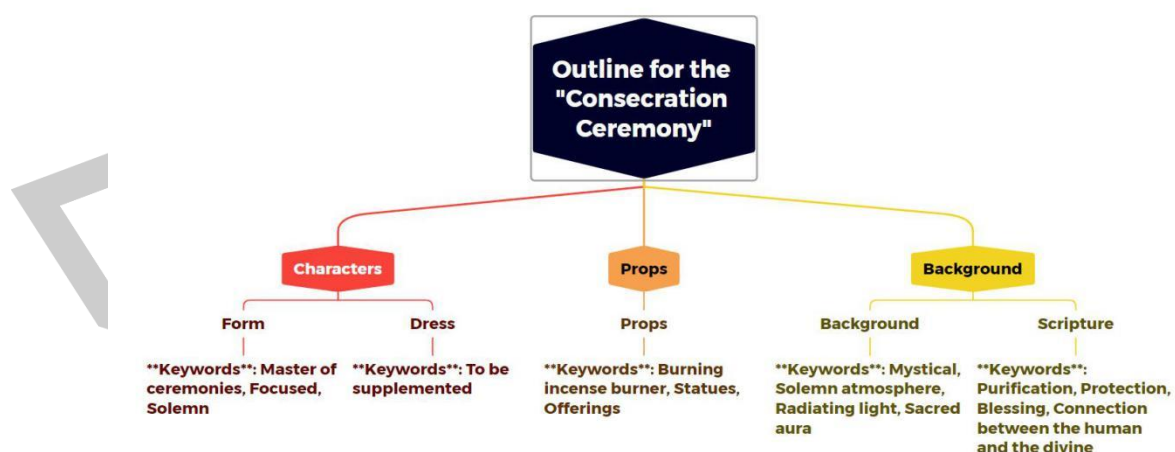 Outline for the
"Consecration
Ceremony"
Characters
Props
Background
Form
Dress
Props
Background
Scripture
**Keywords**: Master of
ceremonies, Focused,
Solemn
**Keywords**: To be
supplemented
**Keywords**: Burning
incense burner, Statues,
Offerings
**Keywords**: Mystical,
Solemn atmosphere,
Radiating light, Sacred
aura
**Keywords**:
Purification, Protection,
Blessing, Connection
between the human
and the divine